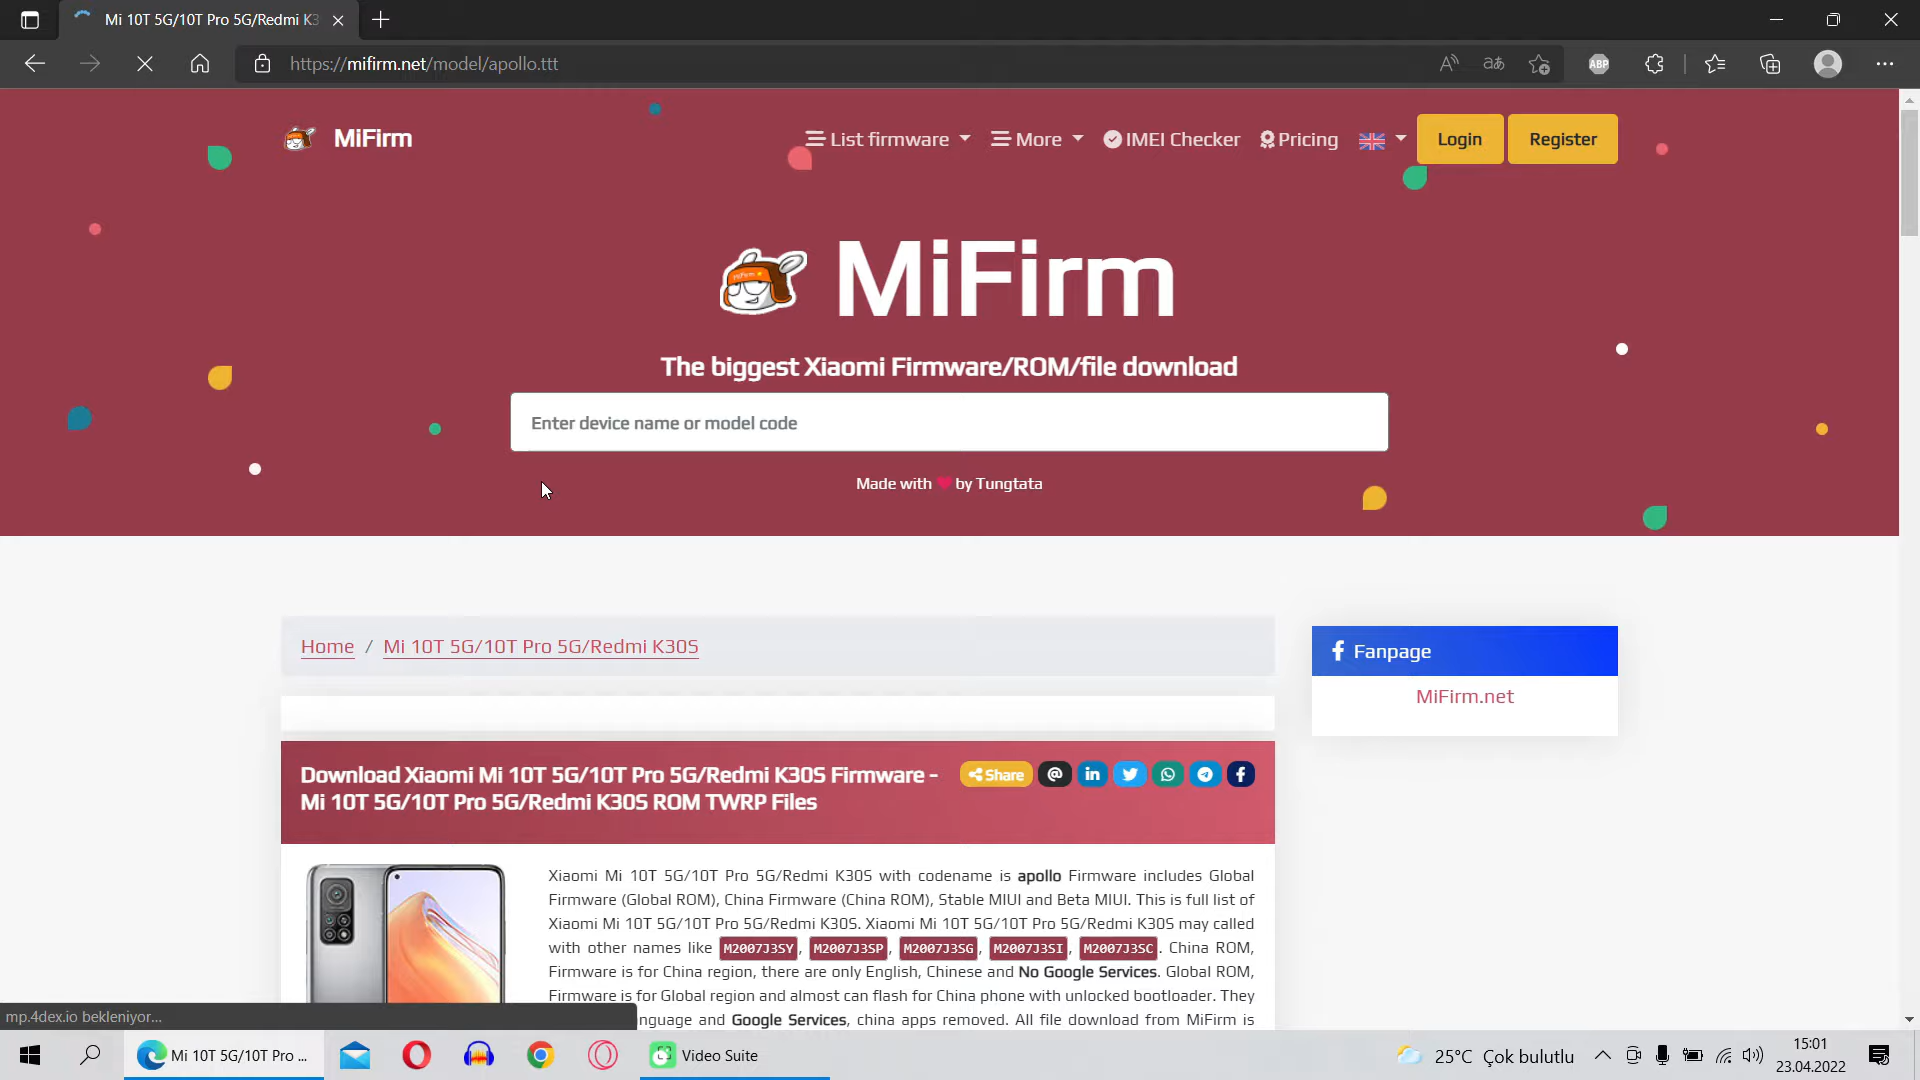 Mi 10T 5G/10T Pro 5G/Redmi K3
https://mifirm.net/model/apollo.ttt
ABP
MiFirm
List firmware
More
IMEI Checker
Pricing
Login
Register
MiFirm
The biggest Xiaomi Firmware/ROM/file download
Enter device name or model code
Made with ❤ by Tungtata
Home / Mi 10T 5G/10T Pro 5G/Redmi K30S
Fanpage
MiFirm.net
Download Xiaomi Mi 10T 5G/10T Pro 5G/Redmi K30S Firmware -
Mi 10T 5G/10T Pro 5G/Redmi K30S ROM TWRP Files
Share
Xiaomi Mi 10T 5G/10T Pro 5G/Redmi K30S with codename is apollo Firmware includes Global
Firmware (Global ROM), China Firmware (China ROM), Stable MIUI and Beta MIUI. This is full list of
Xiaomi Mi 10T 5G/10T Pro 5G/Redmi K30S. Xiaomi Mi 10T 5G/10T Pro 5G/Redmi K30S may called
with other names like M2007J3SY, M2007J3SP, M2007J3SG, M2007J3SI, M2007J3SC. China ROM,
Firmware is for China region, there are only English, Chinese and No Google Services. Global ROM,
Firmware is for Global region and almost can flash for China phone with unlocked bootloader. They
nguage and Google Services, china apps removed. All file download from MiFirm is
mp.4dex.io bekleniyor...
Mi 10T 5G/10T Pro ...
Video Suite
25°C Çok bulutlu
15:01
23.04.2022